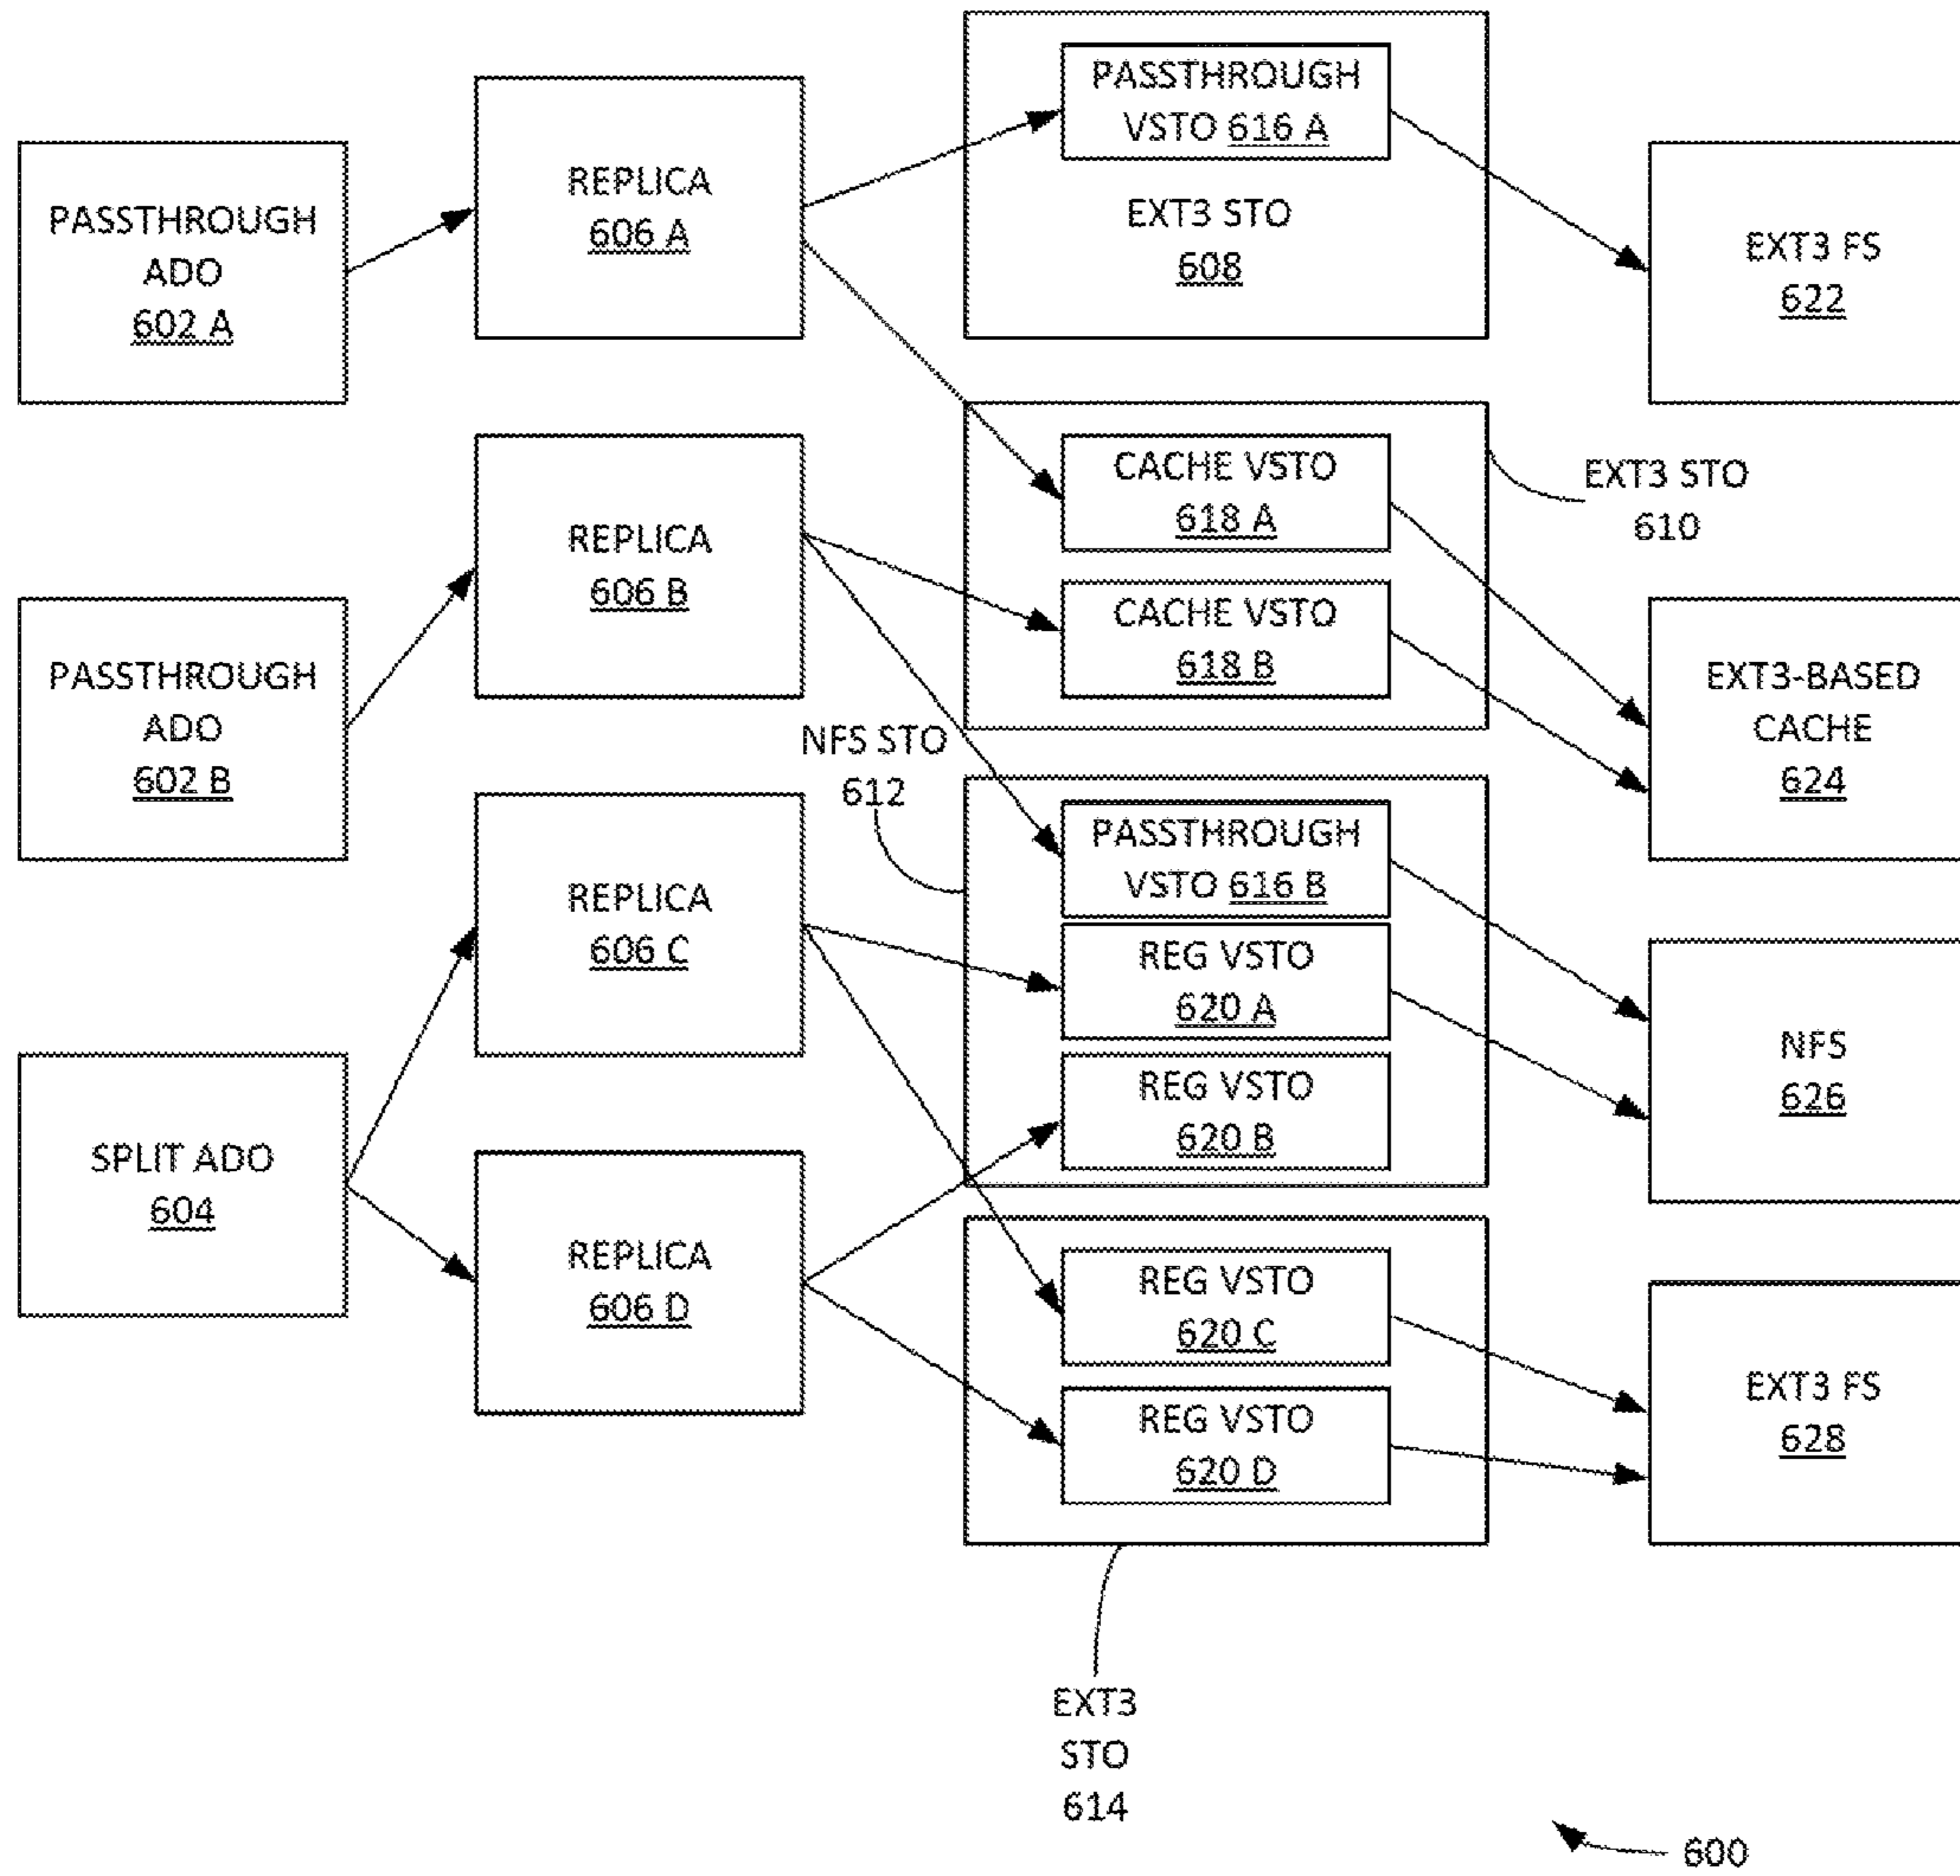 PASSTHROUGH
ADO
602 A
PASSTHROUGH
ADO
602 B
SPLIT ADO
604
REPLICA
606 A
REPLICA
606 B
REPLICA
606 C
REPLICA
606 D
PASSTHROUGH
VSTO 616 A
EXT3 STO
608
CACHE VSTO
618 A
CACHE VSTO
618 B
EXT3 STO
610
NFS STO
612
PASSTHROUGH
VSTO 616 B
REG VSTO
620 A
REG VSTO
620 B
REG VSTO
620 C
REG VSTO
620 D
EXT3
STO
614
EXT3 FS
622
EXT3-BASED
CACHE
624
NFS
626
EXT3 FS
628
600